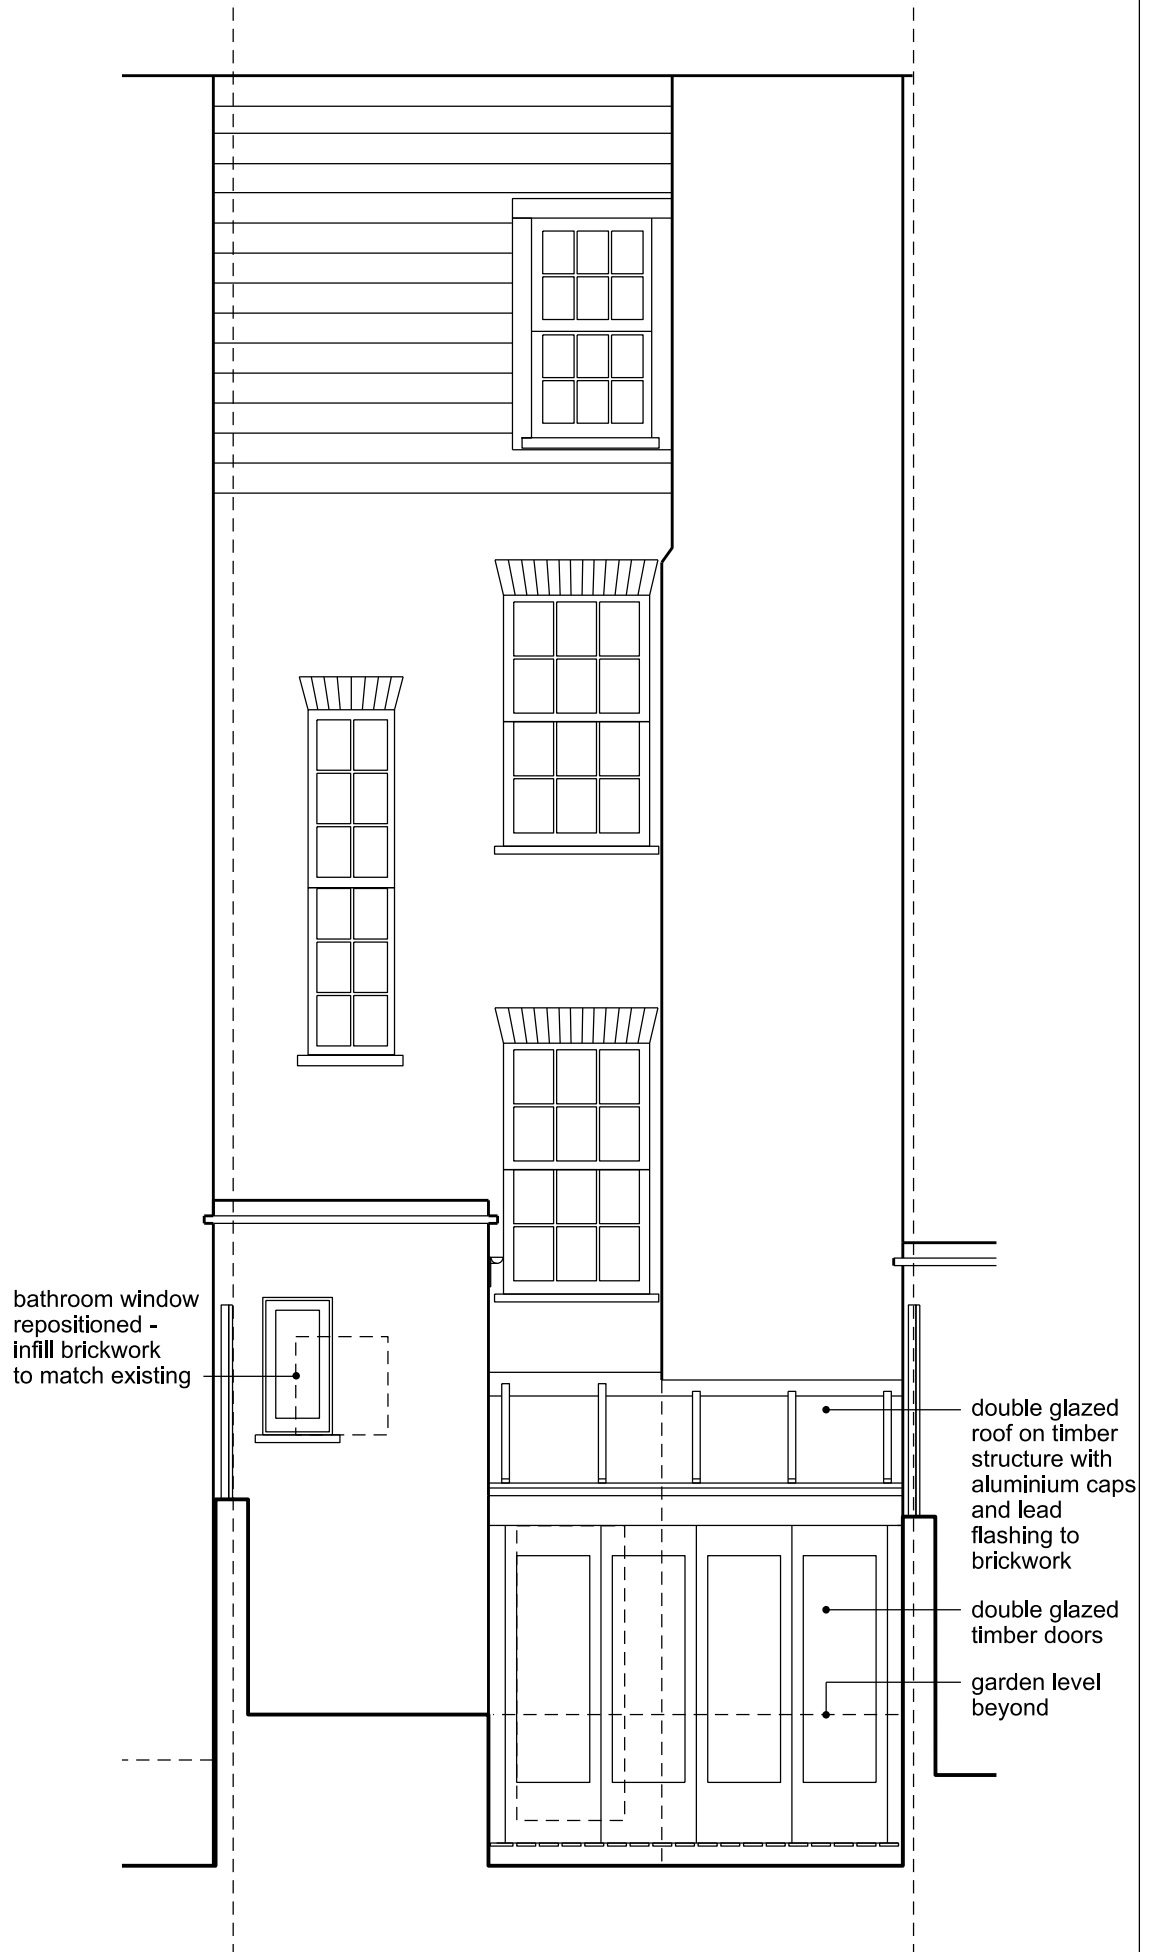 bathroom window
repositioned -
infill brickwork
to match existing
double glazed
roof on timber
structure with
aluminium caps
and lead
flashing to
brickwork
double glazed
timber doors
garden level
beyond